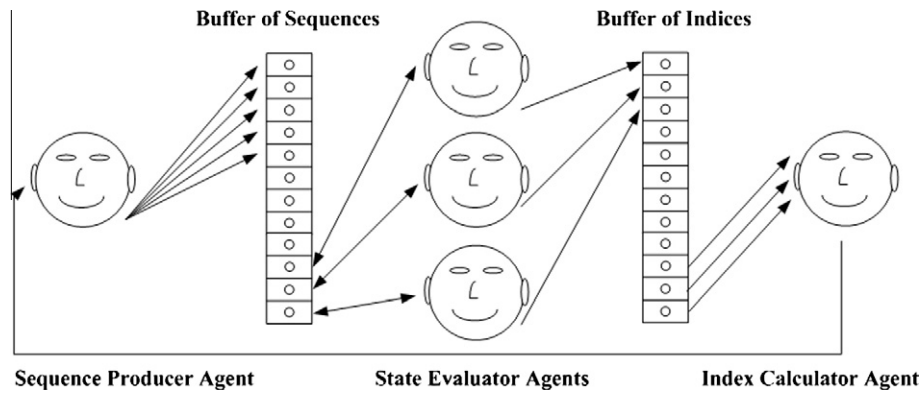 Buffer of Sequences
Buffer of Indices
Sequence Producer Agent
State Evaluator Agents
Index Calculator Agent